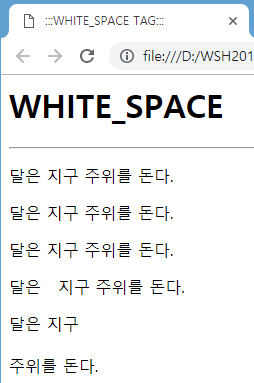 :::WHITE_SPACE TAG:::
file:///D:/WSH201
WHITE_SPACE
달은 지구 주위를 돈다.
달은 지구 주위를 돈다.
달은 지구 주위를 돈다.
달은   지구 주위를 돈다.
달은 지구
주위를 돈다.